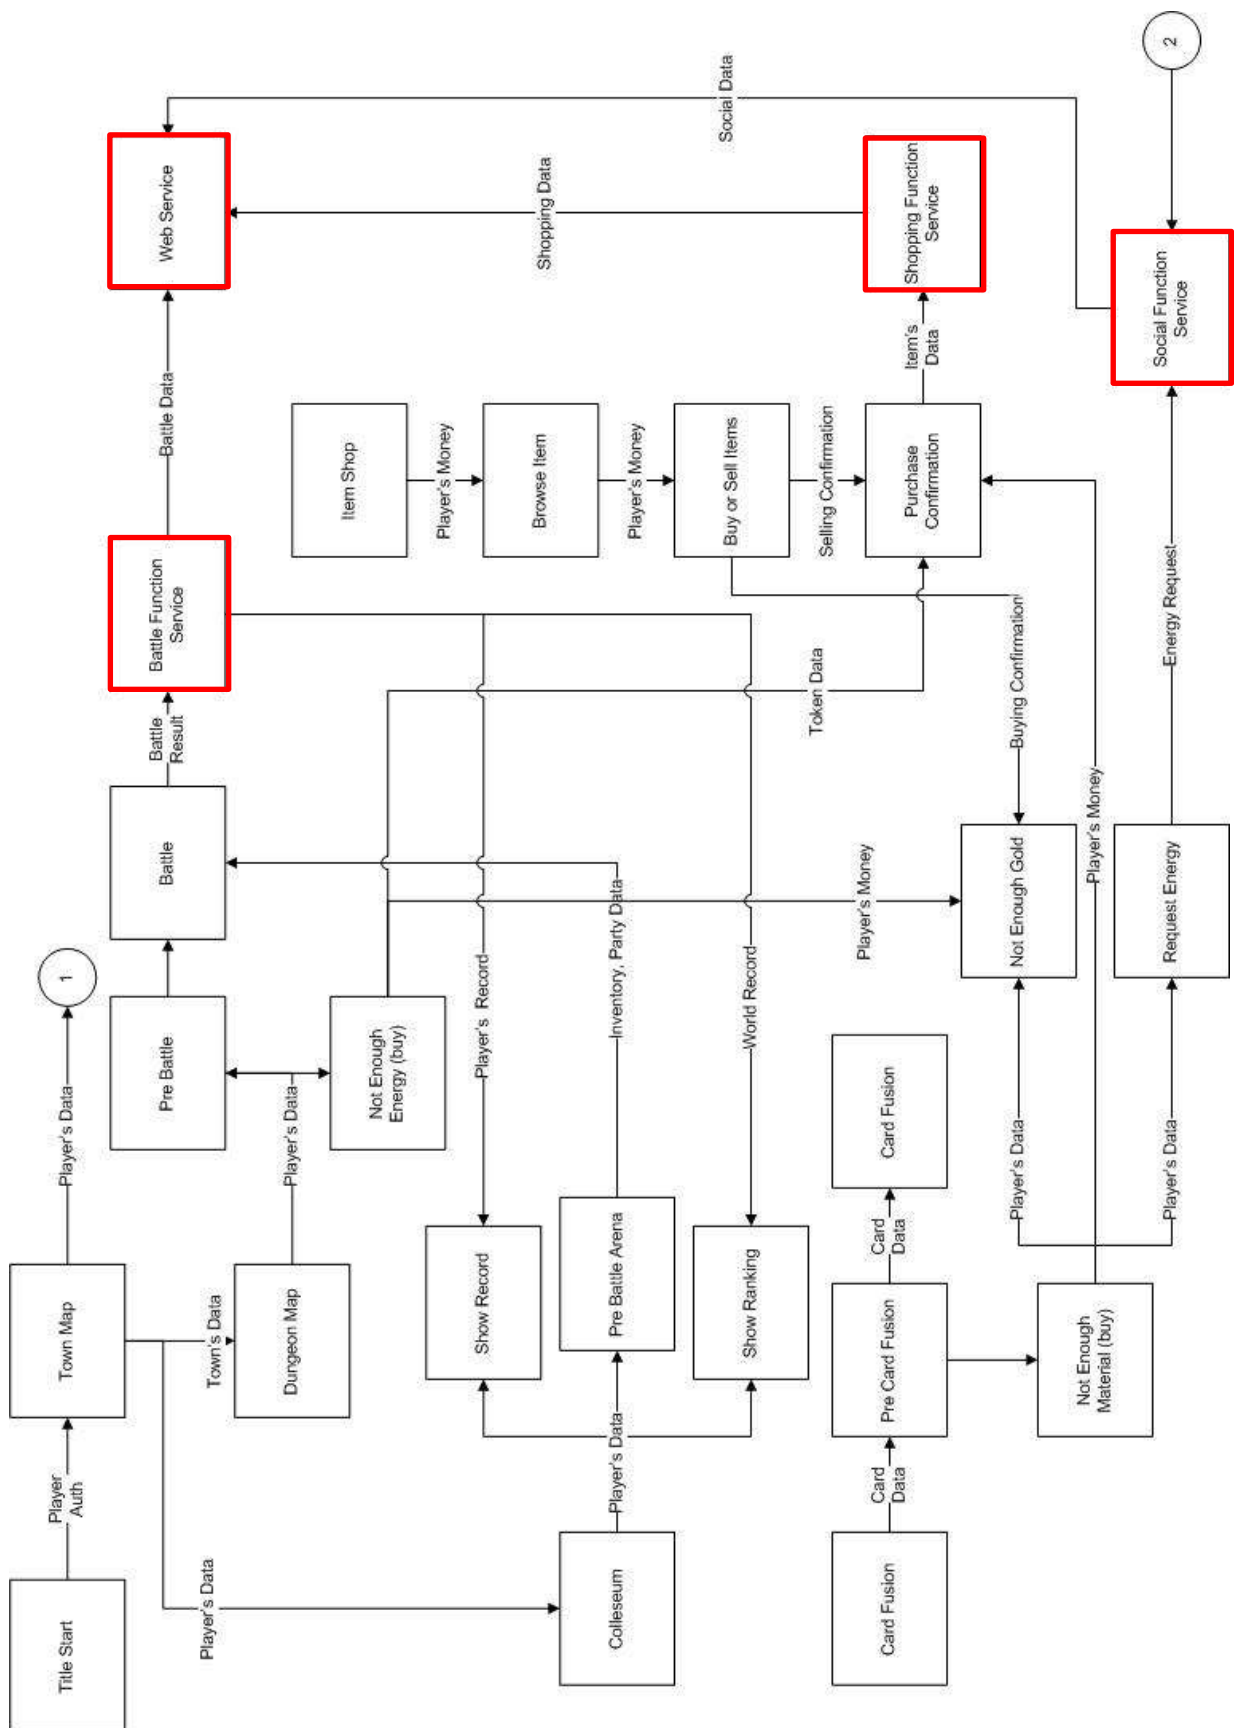 Title Start
Player
Auth
Town Map
Player's Data
1
Town's Data
Dungeon Map
Player's Data
Pre Battle
Battle
Battle
Result
Battle Function
Service
Battle Data
Web Service
Not Enough
Energy (buy)
Player's Data
Colleseum
Player's Data
Show Record
Pre Battle Arena
Show Ranking
Player's Record
Inventory, Party Data
World Record
Item Shop
Player's Money
Browse Item
Player's Money
Buy or Sell Items
Selling Confirmation
Purchase
Confirmation
Item's
Data
Shopping Function
Service
Shopping Data
Social Data
Token Data
Player's Money
Buying Confirmation
Not Enough Gold
Card Fusion
Card
Data
Pre Card Fusion
Card
Data
Card Fusion
Not Enough
Material (buy)
Player's Data
Player's Data
Player's Money
Request Energy
Energy Request
Social Function
Service
2